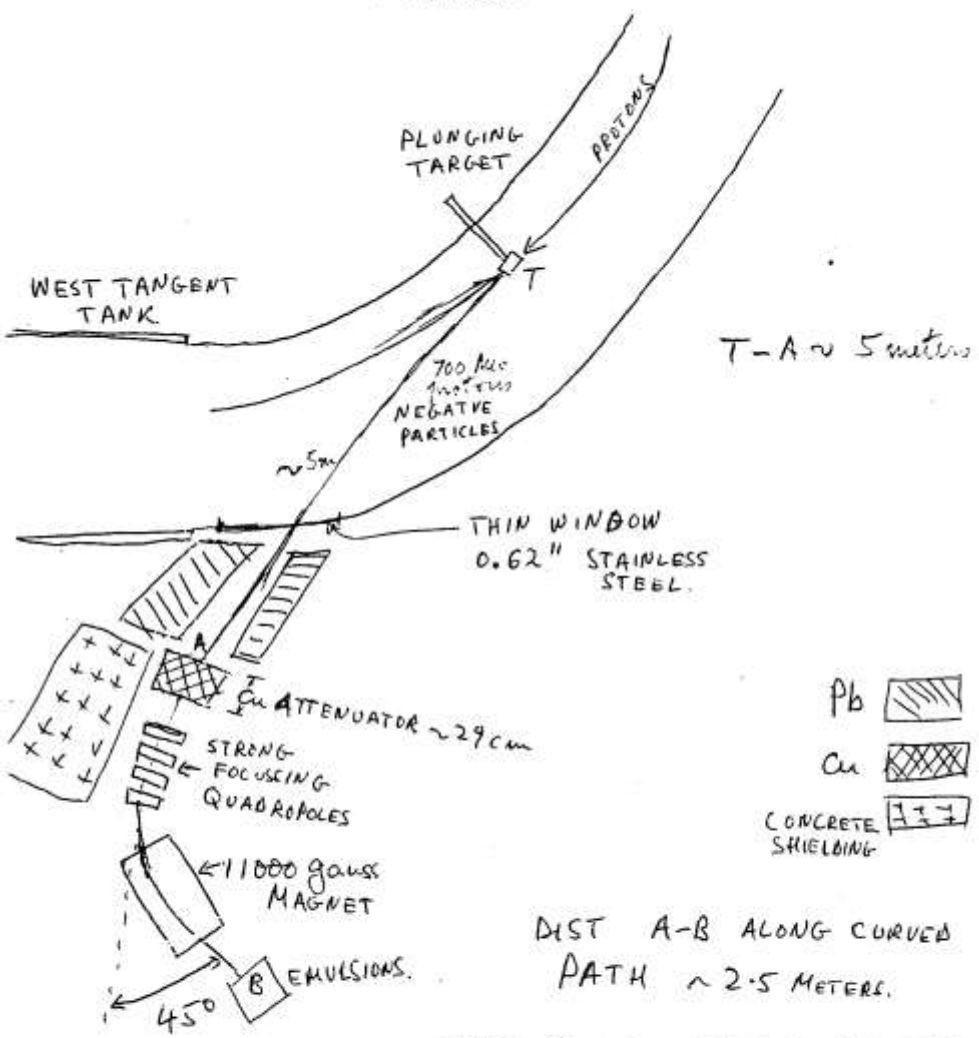 PLUNGING
TARGET
PROTONS
T
WEST TANGENT
TANK.
T-A ~ 5 meters
700 Mev
NEGATVE
PARTICLES
~5m
THIN WINDOW
0.62" STAINLESS
STEEL.
A
Cu ATTENUATOR ~29cm
STRONG
FOCUSSING
QUADROPOLES
Pb
Cu
CONCRETE
SHIELDING
11000 gauss
MAGNET
DIST A-B ALONG CURVED
PATH ~ 2.5 METERS.
B EMULSIONS.
45°